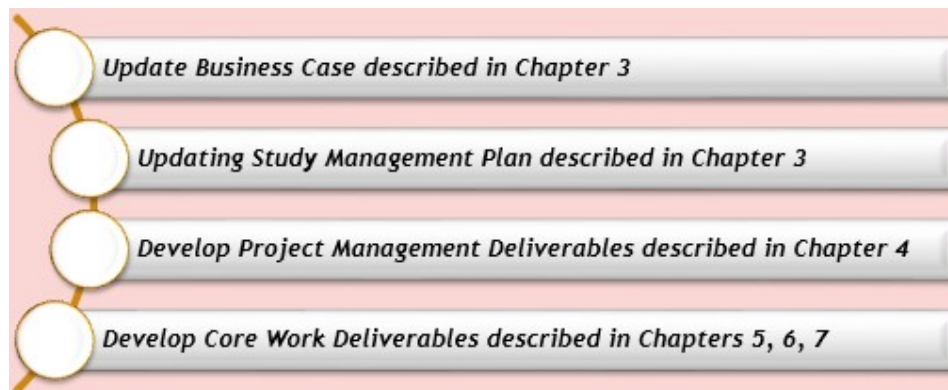 Update Business Case described in Chapter 3
Updating Study Management Plan described in Chapter 3
Develop Project Management Deliverables described in Chapter 4
Develop Core Work Deliverables described in Chapters 5, 6, 7